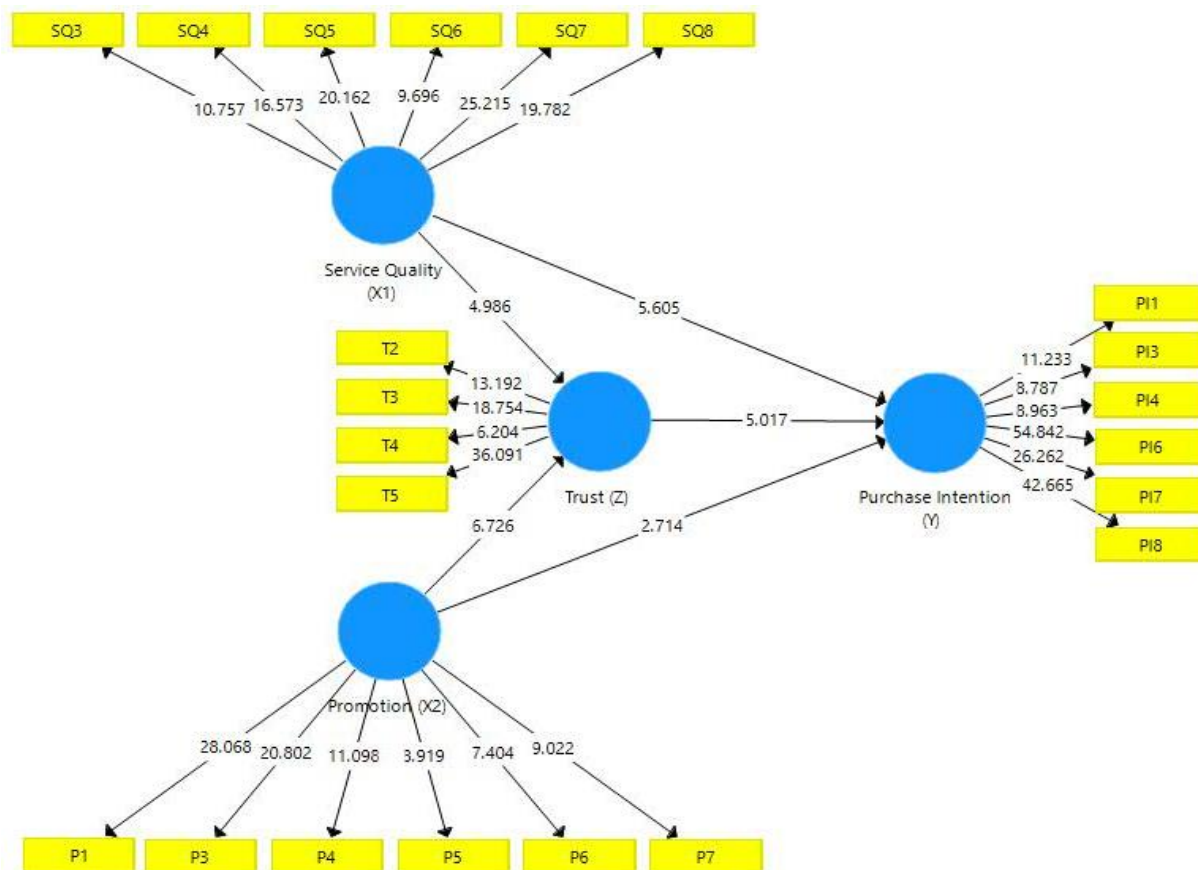 SQ3 SQ4 SQ5 SQ6 SQ7 SQ8
10.757 16.573 20.162 9.696 25.215 19.782
Service Quality
(X1)
4.986
5.605
T2
T3
T4
T5
13.192
18.754
6.204
36.091
Trust (Z)
5.017
PI1
PI3
PI4
PI6
PI7
PI8
11.233
8.787
8.963
54.842
26.262
42.665
Purchase Intention
(Y)
6.726
2.714
Promotion (X2)
28.068 20.802 11.098 3.919 7.404 9.022
P1 P3 P4 P5 P6 P7